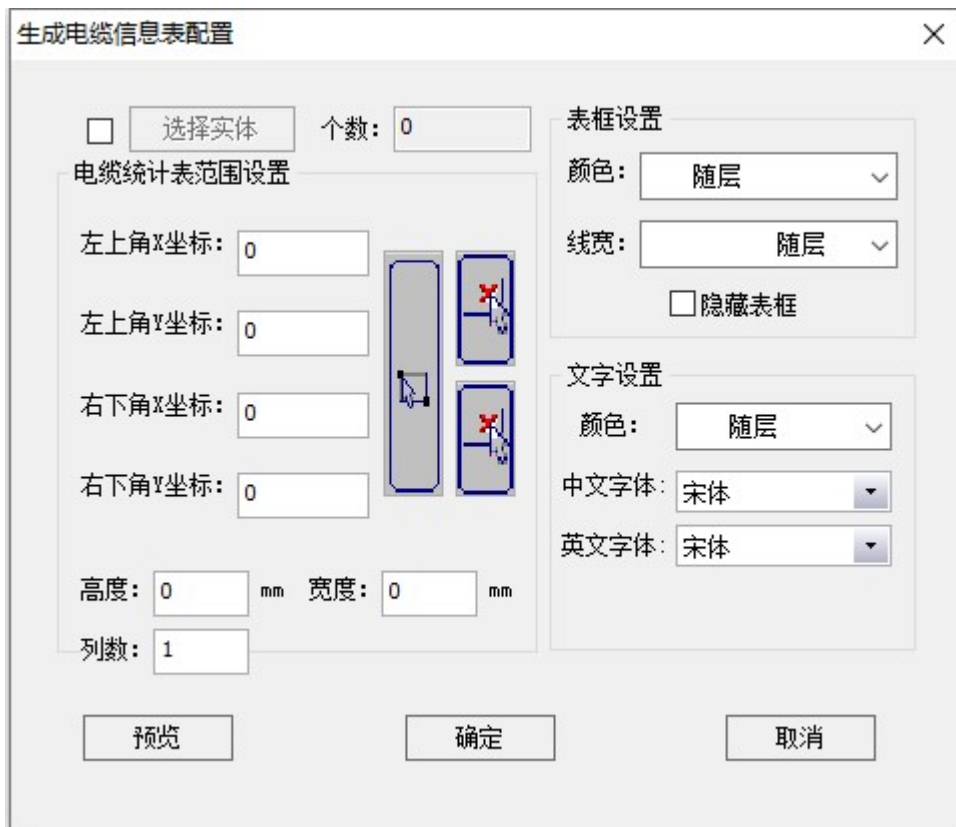 生成电缆信息表配置
选择实体 个数: 0
电缆统计表范围设置
左上角X坐标: 0
左上角Y坐标: 0
右下角X坐标: 0
右下角Y坐标: 0
高度: 0 mm 宽度: 0 mm
列数: 1
表框设置
颜色: 随层
线宽: 随层
隐藏表框
文字设置
颜色: 随层
中文字体: 宋体
英文字体: 宋体
预览 确定 取消